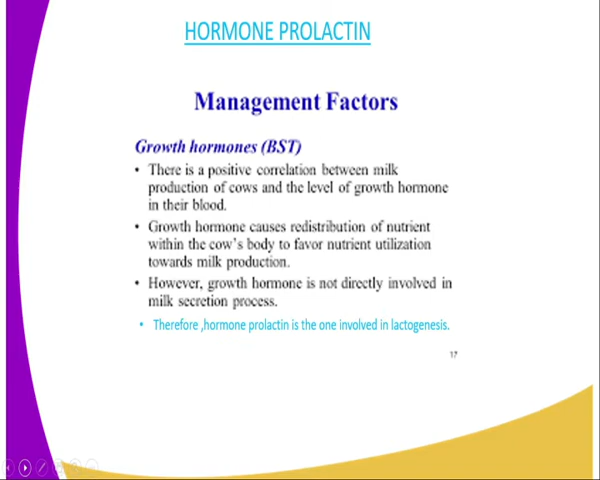 HORMONE PROLACTIN
Management Factors
Growth hormones (BST)
• There is a positive correlation between milk
production of cows and the level of growth hormone
in their blood.
• Growth hormone causes redistribution of nutrient
within the cow's body to favor nutrient utilization
towards milk production.
• However, growth hormone is not directly involved in
milk secretion process.
• Therefore ,hormone prolactin is the one involved in lactogenesis.
17